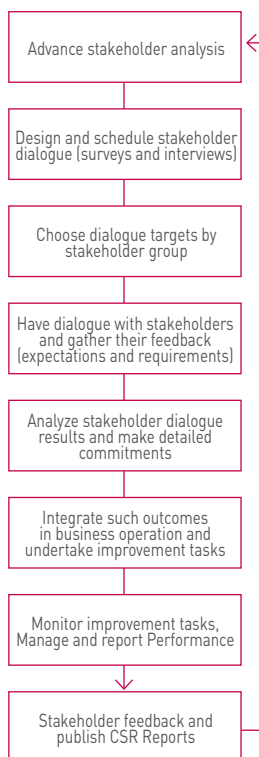 Advance stakeholder analysis
Design and schedule stakeholder
dialogue (surveys and interviews)
Choose dialogue targets by
stakeholder group
Have dialogue with stakeholders
and gather their feedback
(expectations and requirements)
Analyze stakeholder dialogue
results and make detailed
commitments
Integrate such outcomes
in business operation and
undertake improvement tasks
Monitor improvement tasks,
Manage and report Performance
Stakeholder feedback and
publish CSR Reports